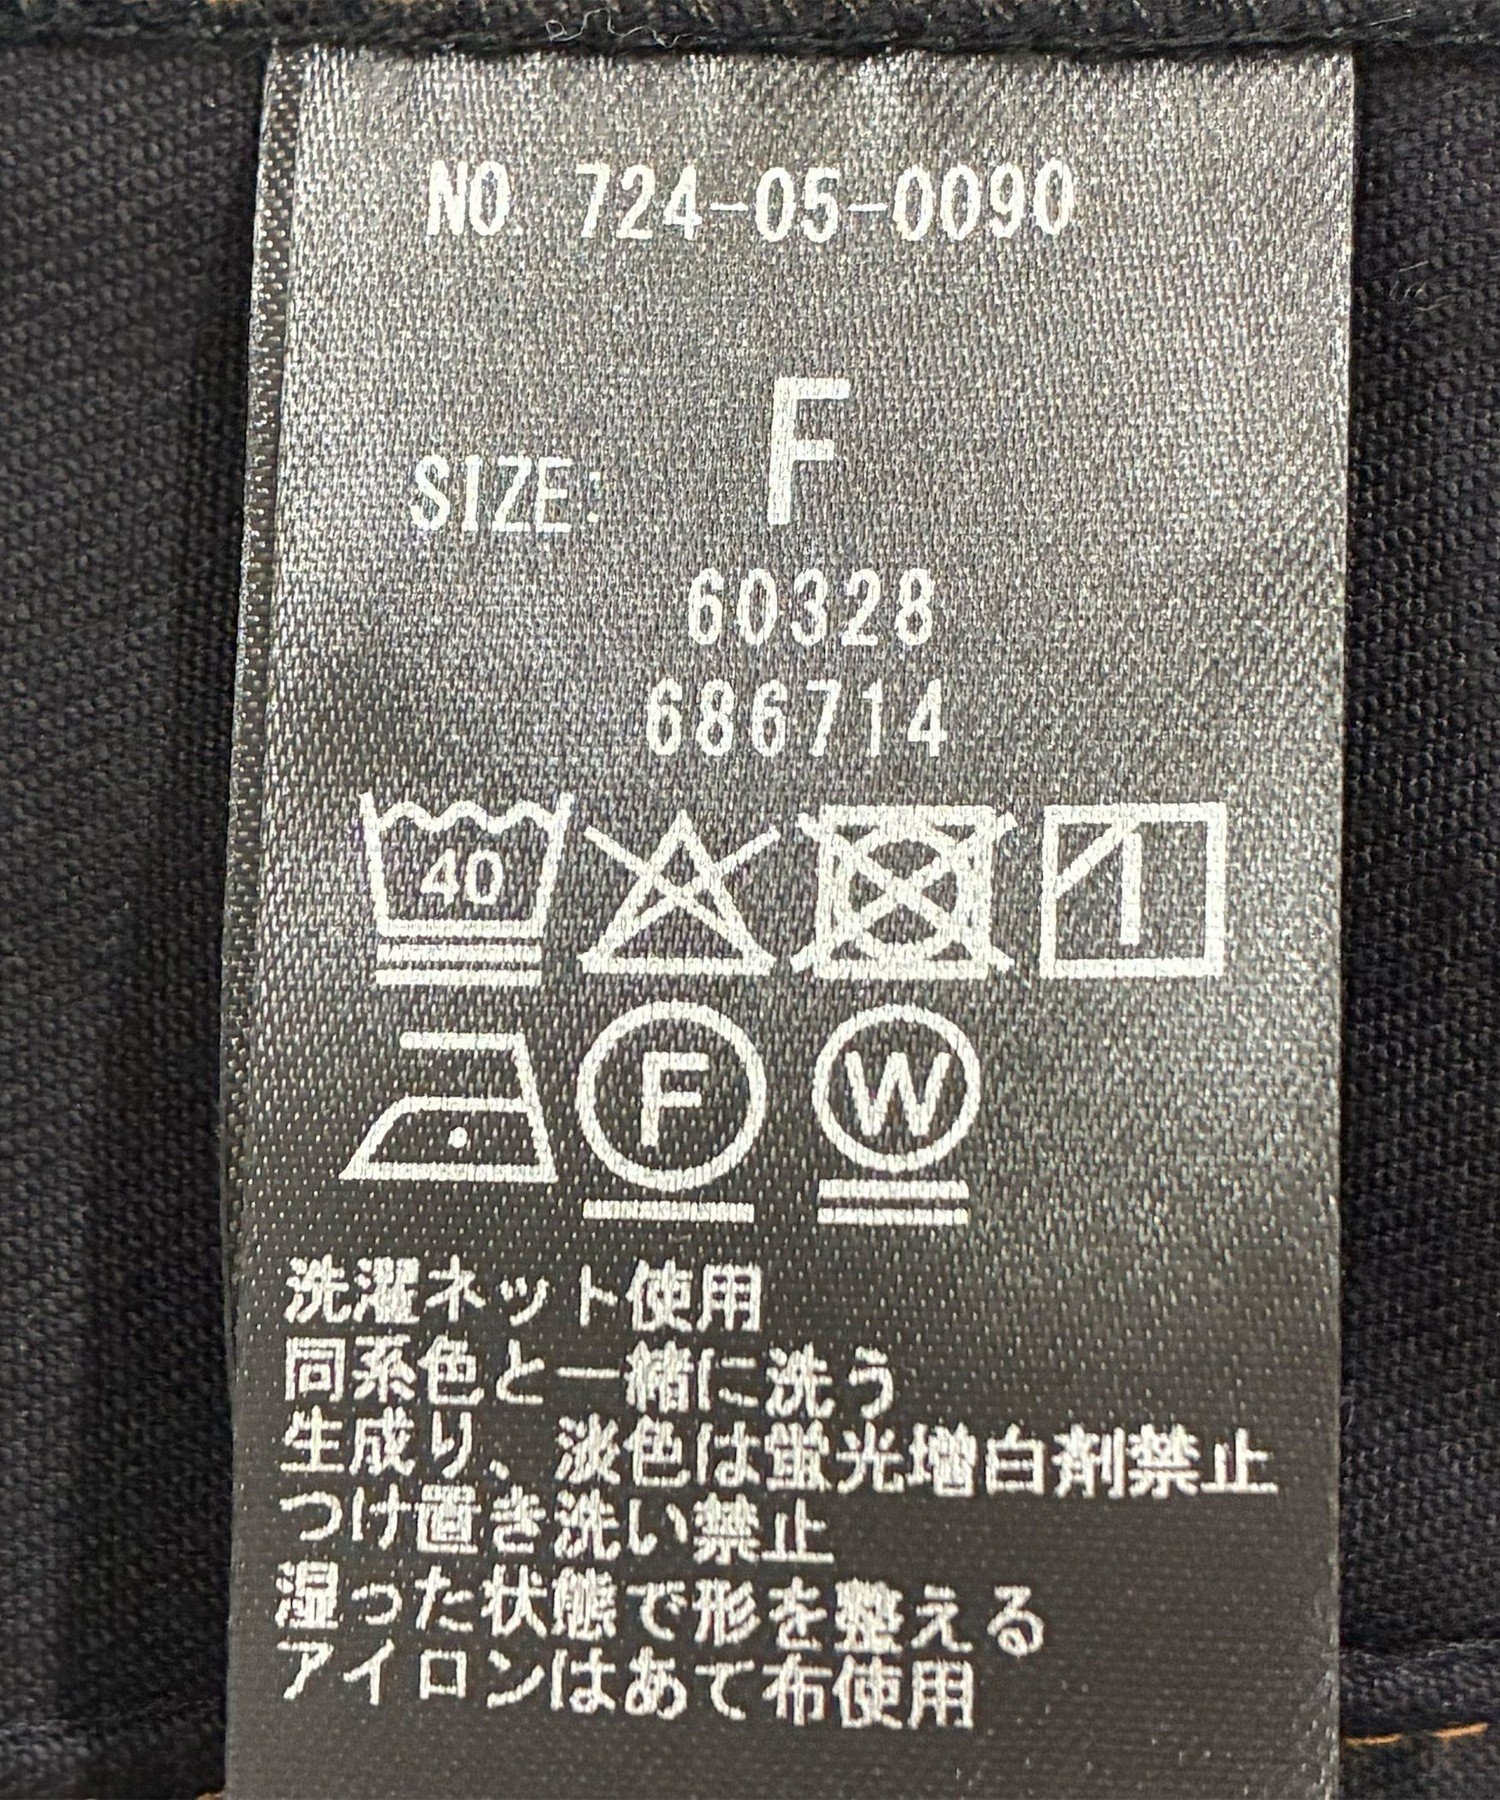 NO. 724-05-0090
SIZE: F
60328
686714
40
F W
洗濯ネット使用
同系色と一緒に洗う
生成り、淡色は蛍光増白剤禁止
つけ置き洗い禁止
湿った状態で形を整える
アイロンはあて布使用